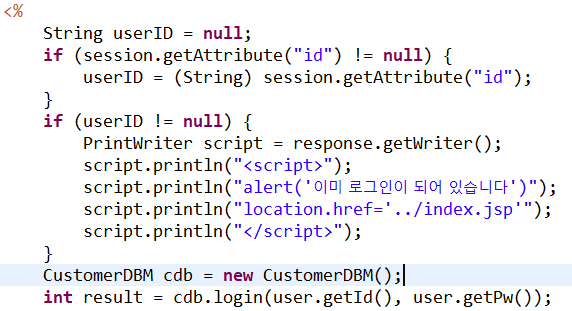 <%
String userID = null;
if (session.getAttribute("id") != null) {
userID = (String) session.getAttribute("id");
}
if (userID != null) {
PrintWriter script = response.getWriter();
script.println("<script>");
script.println("alert('이미 로그인이 되어 있습니다')");
script.println("location.href='../index.jsp'");
script.println("</script>");
}
CustomerDBM cdb = new CustomerDBM();
int result = cdb.login(user.getId(), user.getPw());